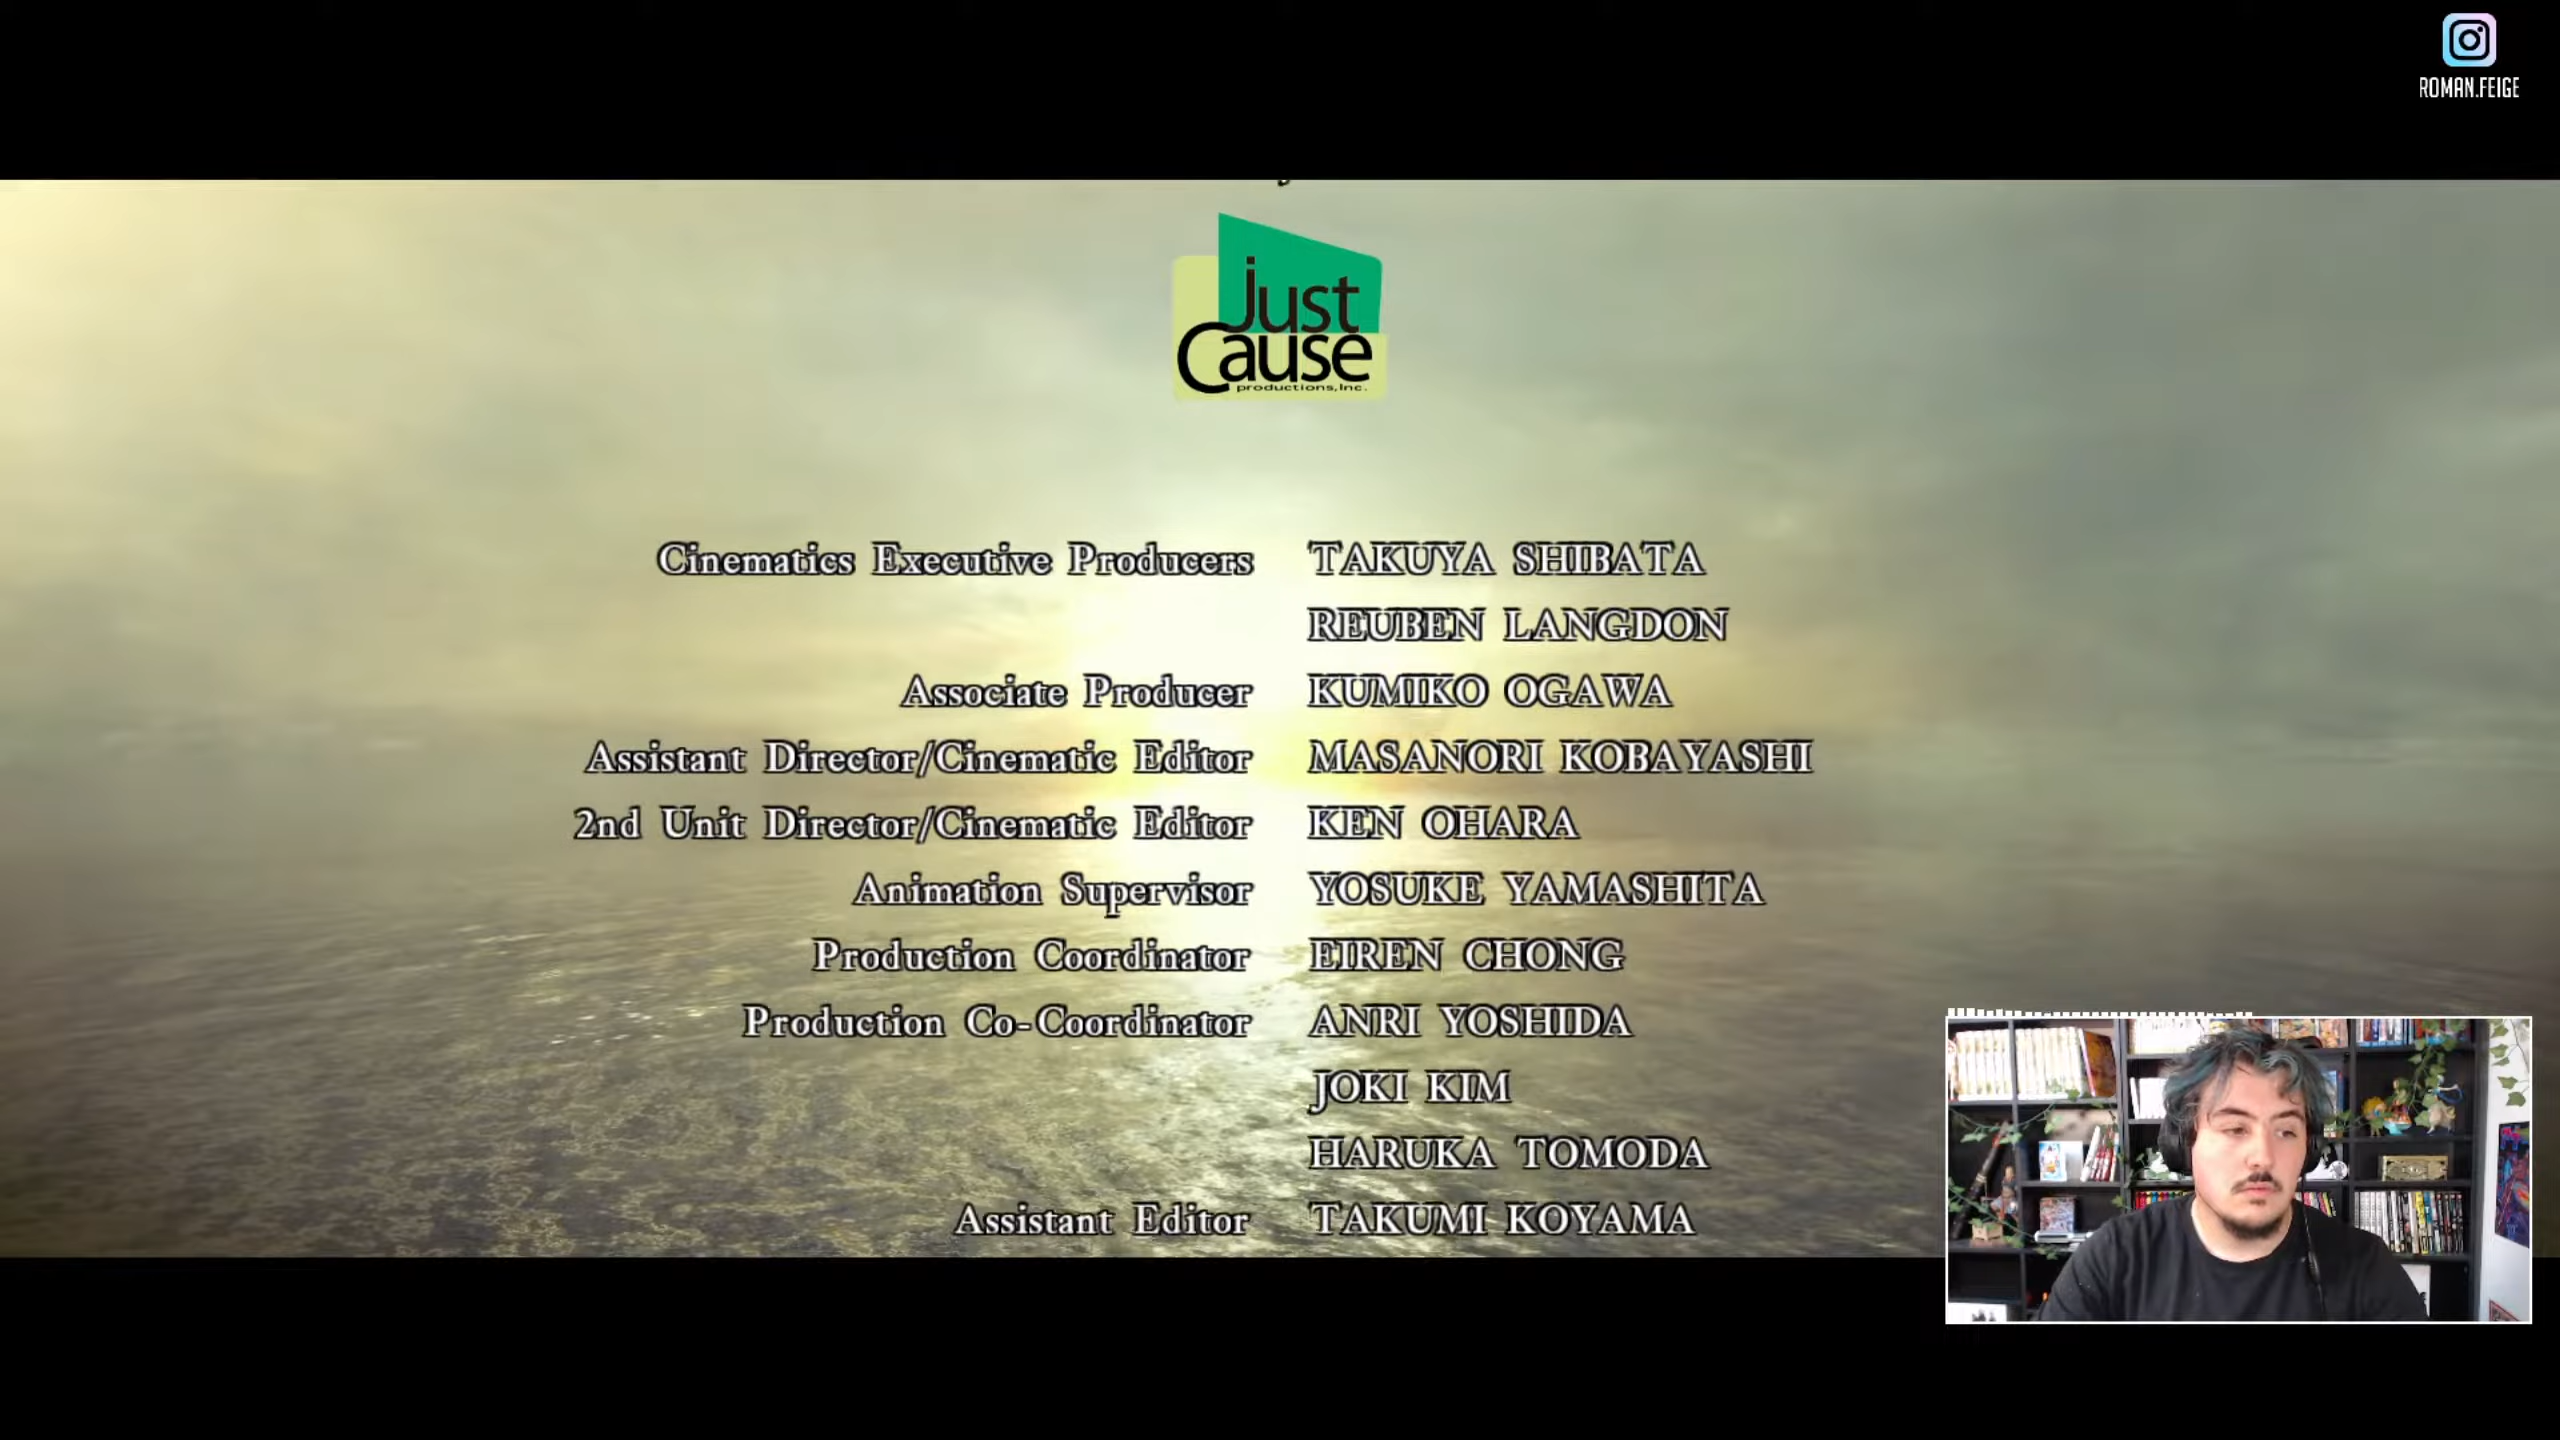 ROMAN.FEIGE
just
Cause
productions,Inc.
Cinematics Executive Producers TAKUYA SHIBATA
REUBEN LANGDON
Associate Producer KUMIKO OGAWA
Assistant Director/Cinematic Editor MASANORI KOBAYASHI
2nd Unit Director/Cinematic Editor KEN OHARA
Animation Supervisor YOSUKE YAMASHITA
Production Coordinator EIREN CHONG
Production Co-Coordinator ANRI YOSHIDA
JOKI KIM
HARUKA TOMODA
Assistant Editor TAKUMI KOYAMA